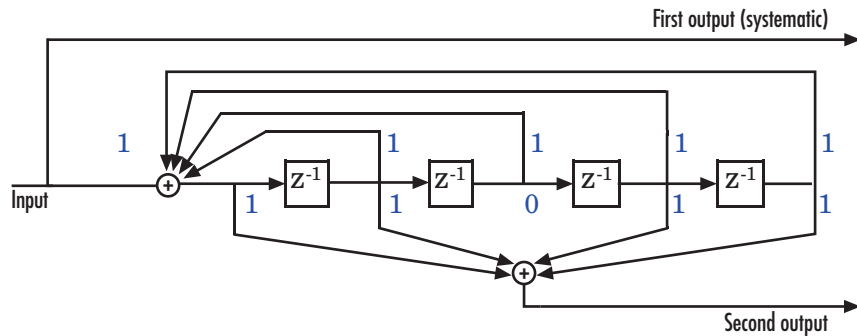 First output (systematic)
1 1 1 1 1
z⁻¹ z⁻¹ z⁻¹ z⁻¹
+
Input
1 1 0 1 1
+
Second output